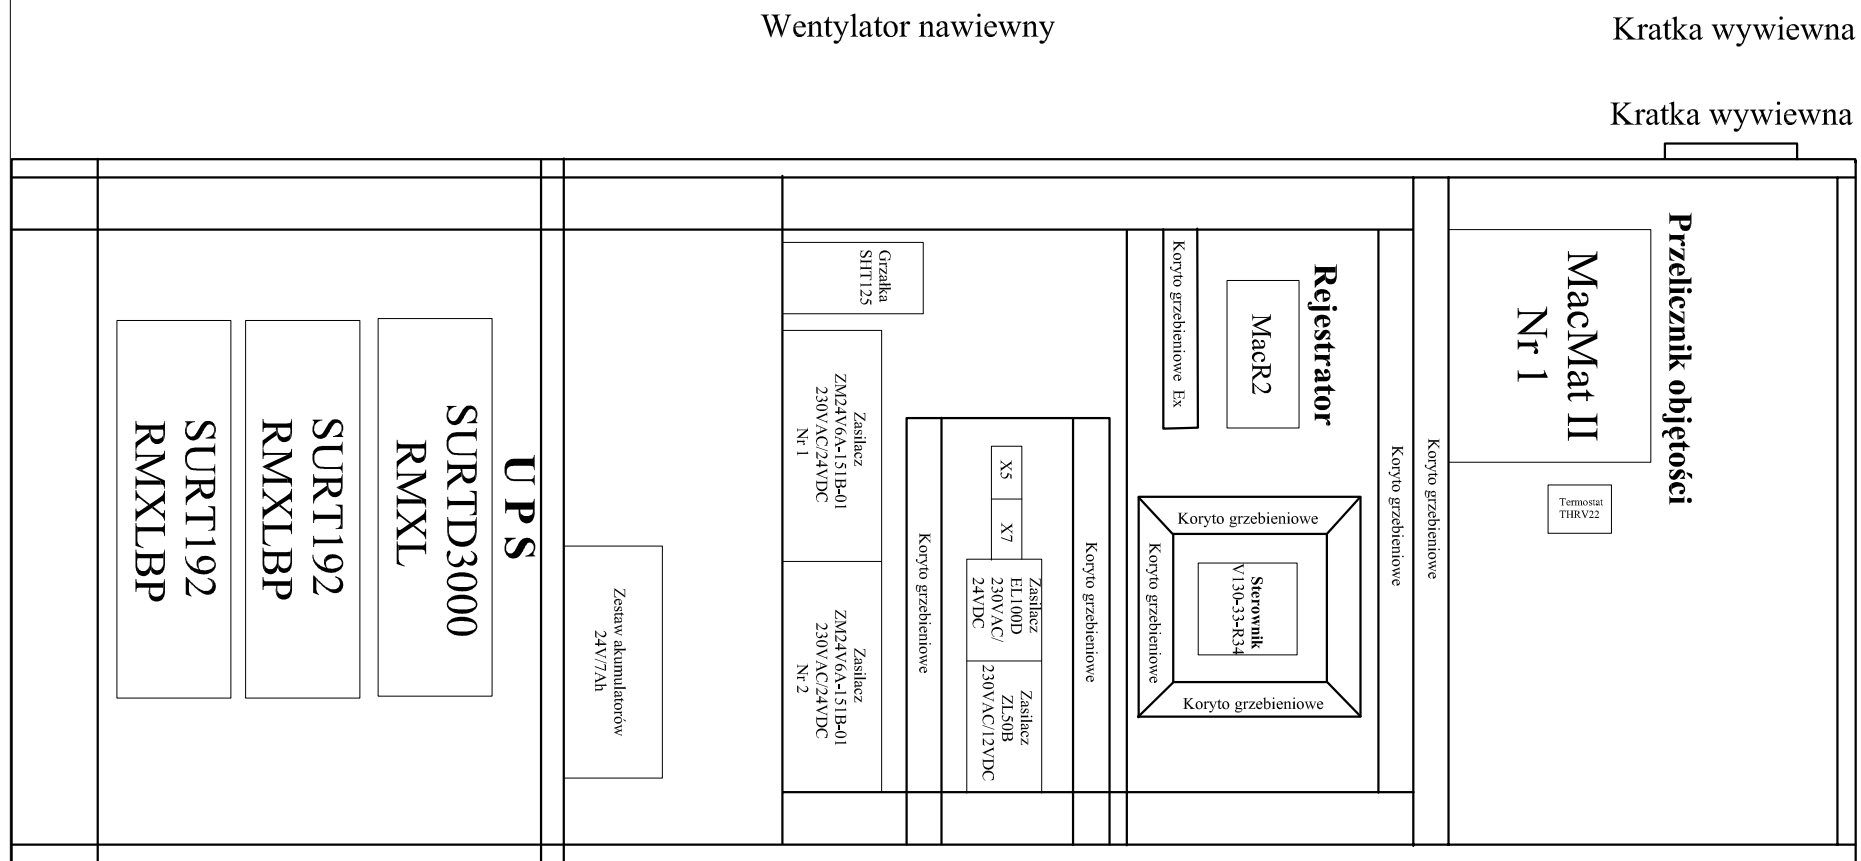 Wentylator nawiewny
Kratka wywiewna
Kratka wywiewna
Przelicznik objętości
MacMat II
Nr 1
Termostat
THRV22
Koryto grzebieniowe
Koryto grzebieniowe
Rejestrator
MacR2
Koryto grzebieniowe Ex
Koryto grzebieniowe
Koryto grzebieniowe
Sterownik
V130-33-R34
Koryto grzebieniowe
Koryto grzebieniowe
X5
X7
Zasilacz
EL100D
230VAC/
24VDC
Zasilacz
ZL50B
230VAC/12VDC
Koryto grzebieniowe
Grzałka
SHT125
Zasilacz
ZM24V6A-151B-01
230VAC/24VDC
Nr 1
Zasilacz
ZM24V6A-151B-01
230VAC/24VDC
Nr 2
Zestaw akumulatorów
24V/7Ah
U P S
SURTD3000
RMXL
SURT192
RMXLBP
SURT192
RMXLBP